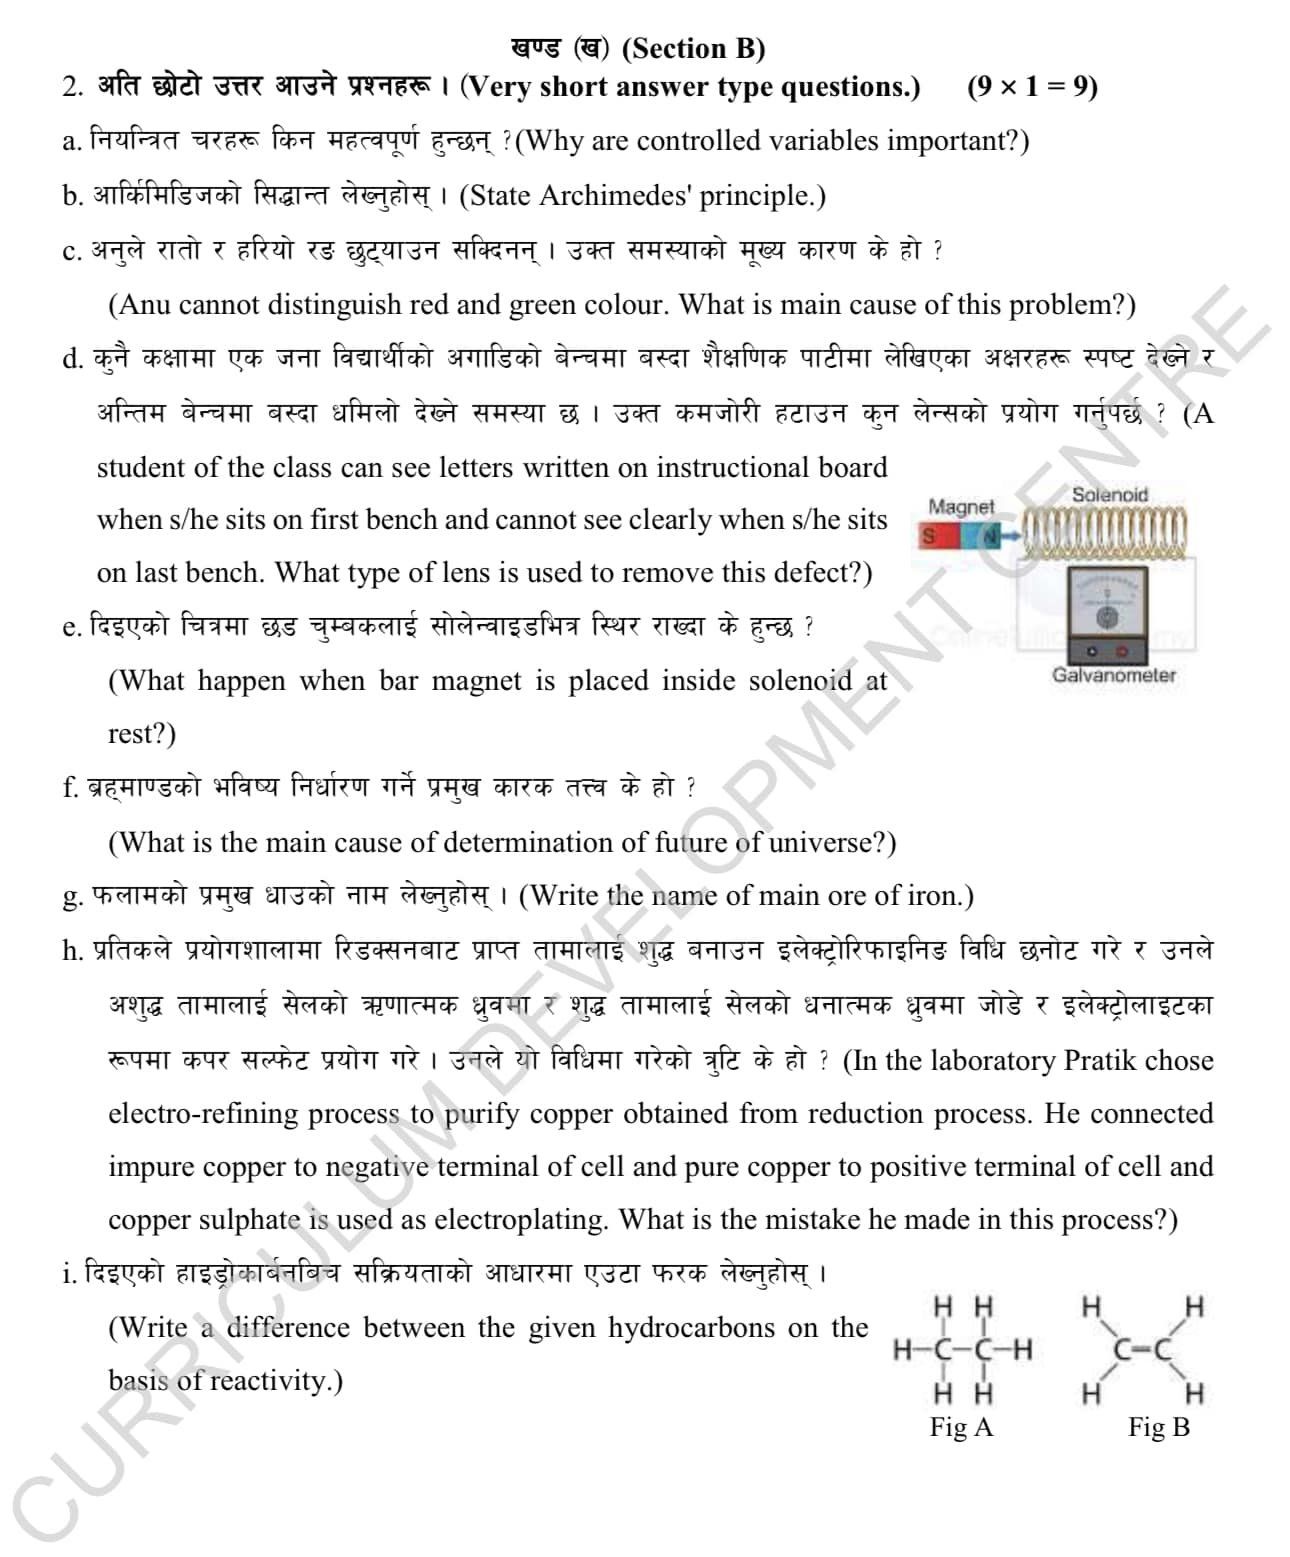 खण्ड (ख) (Section B)
2. अति छोटो उत्तर आउने प्रश्नहरू । (Very short answer type questions.) (9 × 1 = 9)
a. नियन्त्रित चरहरू किन महत्वपूर्ण हुन्छन् ?(Why are controlled variables important?)
b. आर्किमिडिजको सिद्धान्त लेख्नुहोस् । (State Archimedes' principle.)
c. अनुले रातो र हरियो रङ छुट्याउन सक्दिनन् । उक्त समस्याको मूख्य कारण के हो ?
(Anu cannot distinguish red and green colour. What is main cause of this problem?)
d. कुनै कक्षामा एक जना विद्यार्थीको अगाडिको बेन्चमा बस्दा शैक्षणिक पाटीमा लेखिएका अक्षरहरू स्पष्ट देख्ने र
अन्तिम बेन्चमा बस्दा धमिलो देख्ने समस्या छ । उक्त कमजोरी हटाउन कुन लेन्सको प्रयोग गर्नुपर्छ ? (A
student of the class can see letters written on instructional board
when s/he sits on first bench and cannot see clearly when s/he sits
on last bench. What type of lens is used to remove this defect?)
Magnet
Solenoid
S N
Galvanometer
e. दिइएको चित्रमा छड चुम्बकलाई सोलेन्वाइडभित्र स्थिर राख्दा के हुन्छ ?
(What happen when bar magnet is placed inside solenoid at
rest?)
f. ब्रह्माण्डको भविष्य निर्धारण गर्ने प्रमुख कारक तत्त्व के हो ?
(What is the main cause of determination of future of universe?)
g. फलामको प्रमुख धाउको नाम लेख्नुहोस् । (Write the name of main ore of iron.)
h. प्रतिकले प्रयोगशालामा रिडक्सनबाट प्राप्त तामालाई शुद्ध बनाउन इलेक्ट्रोरिफाइनिङ विधि छनोट गरे र उनले
अशुद्ध तामालाई सेलको ऋणात्मक ध्रुवमा र शुद्ध तामालाई सेलको धनात्मक ध्रुवमा जोडे र इलेक्ट्रोलाइटका
रूपमा कपर सल्फेट प्रयोग गरे । उनले यो विधिमा गरेको त्रुटि के हो ? (In the laboratory Pratik chose
electro-refining process to purify copper obtained from reduction process. He connected
impure copper to negative terminal of cell and pure copper to positive terminal of cell and
copper sulphate is used as electroplating. What is the mistake he made in this process?)
i. दिइएको हाइड्रोकार्बनबिच सक्रियताको आधारमा एउटा फरक लेख्नुहोस् ।
(Write a difference between the given hydrocarbons on the
basis of reactivity.)
H H
H–C–C–H
H H
Fig A
H H
C=C
H H
Fig B
CURRICULUM DEVELOPMENT CENTRE